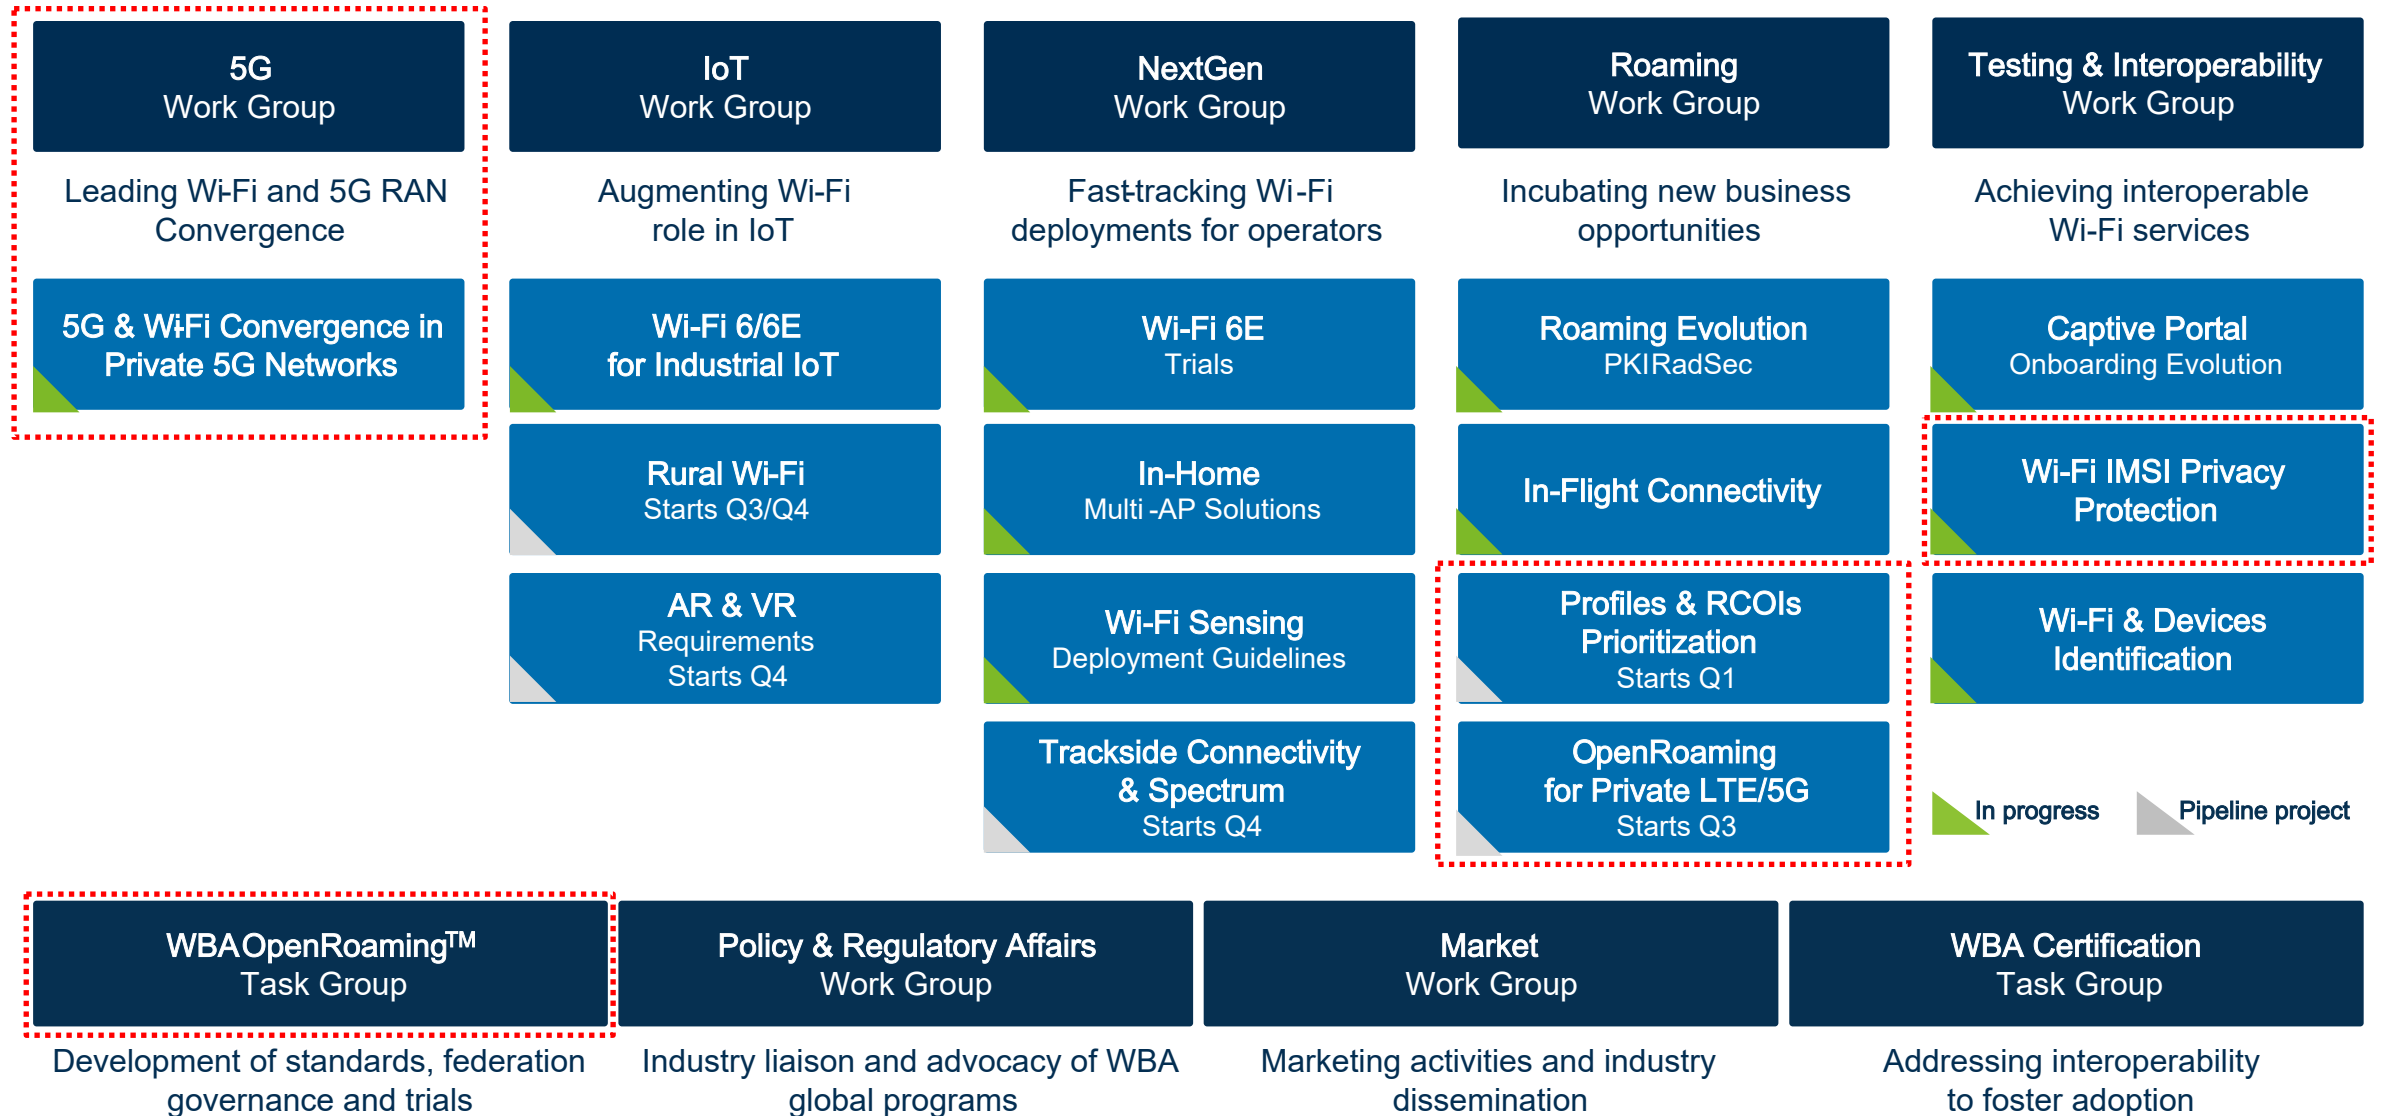 5G
Work Group
Leading Wi-Fi and 5G RAN
Convergence
5G & Wi-Fi Convergence in
Private 5G Networks
IoT
Work Group
Augmenting Wi-Fi
role in IoT
Wi-Fi 6/6E
for Industrial IoT
Rural Wi-Fi
Starts Q3/Q4
AR & VR
Requirements
Starts Q4
NextGen
Work Group
Fast-tracking Wi-Fi
deployments for operators
Wi-Fi 6E
Trials
In-Home
Multi-AP Solutions
Wi-Fi Sensing
Deployment Guidelines
Trackside Connectivity
& Spectrum
Starts Q4
Roaming
Work Group
Incubating new business
opportunities
Roaming Evolution
PKIRadSec
In-Flight Connectivity
Profiles & RCOIs
Prioritization
Starts Q1
OpenRoaming
for Private LTE/5G
Starts Q3
Testing & Interoperability
Work Group
Achieving interoperable
Wi-Fi services
Captive Portal
Onboarding Evolution
Wi-Fi IMSI Privacy
Protection
Wi-Fi & Devices
Identification
In progress
Pipeline project
WBA OpenRoaming™
Task Group
Development of standards, federation
governance and trials
Policy & Regulatory Affairs
Work Group
Industry liaison and advocacy of WBA
global programs
Market
Work Group
Marketing activities and industry
dissemination
WBA Certification
Task Group
Addressing interoperability
to foster adoption